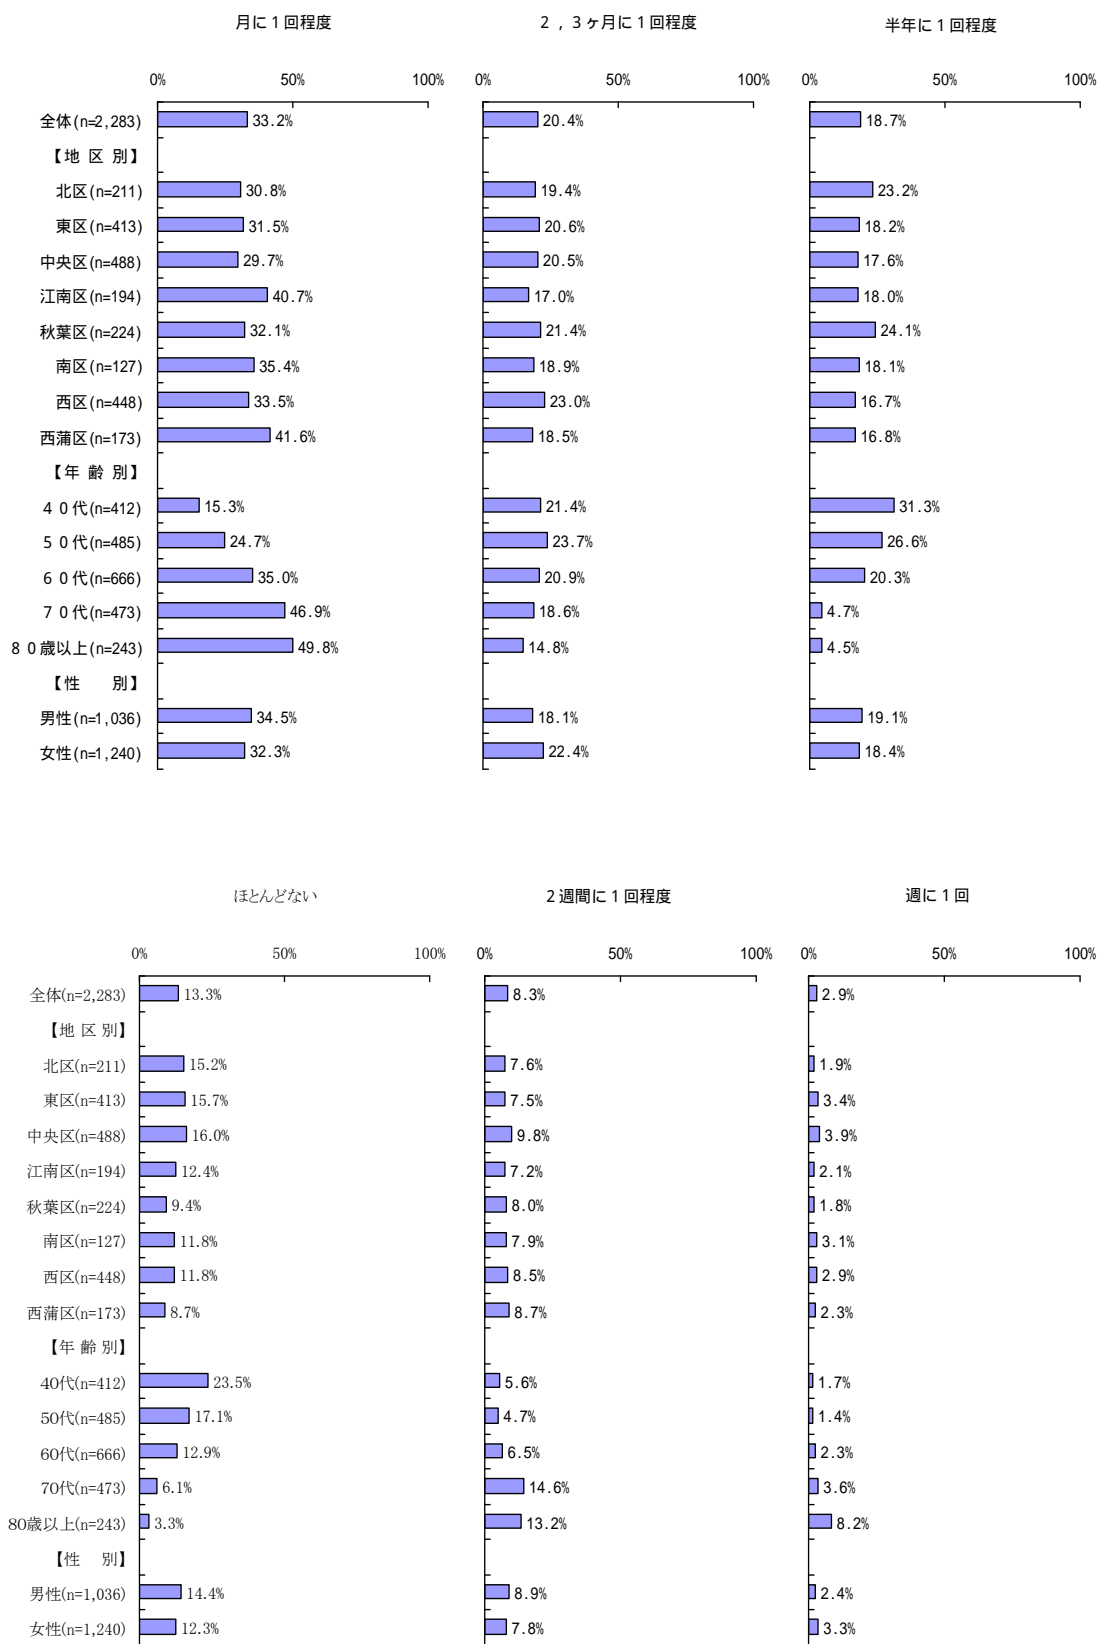 月に１回程度 ２，３ヶ月に１回程度 半年に１回程度
0% 50% 100% 0% 50% 100% 0% 50% 100%
全体(n=2,283) 33.2% 20.4% 18.7%
【地 区 別】
北区(n=211) 30.8% 19.4% 23.2%
東区(n=413) 31.5% 20.6% 18.2%
中央区(n=488) 29.7% 20.5% 17.6%
江南区(n=194) 40.7% 17.0% 18.0%
秋葉区(n=224) 32.1% 21.4% 24.1%
南区(n=127) 35.4% 18.9% 18.1%
西区(n=448) 33.5% 23.0% 16.7%
西蒲区(n=173) 41.6% 18.5% 16.8%
【年 齢 別】
４０代(n=412) 15.3% 21.4% 31.3%
５０代(n=485) 24.7% 23.7% 26.6%
６０代(n=666) 35.0% 20.9% 20.3%
７０代(n=473) 46.9% 18.6% 4.7%
８０歳以上(n=243) 49.8% 14.8% 4.5%
【性　　別】
男性(n=1,036) 34.5% 18.1% 19.1%
女性(n=1,240) 32.3% 22.4% 18.4%
ほとんどない ２週間に１回程度 週に１回
0% 50% 100% 0% 50% 100% 0% 50% 100%
全体(n=2,283) 13.3% 8.3% 2.9%
【地 区 別】
北区(n=211) 15.2% 7.6% 1.9%
東区(n=413) 15.7% 7.5% 3.4%
中央区(n=488) 16.0% 9.8% 3.9%
江南区(n=194) 12.4% 7.2% 2.1%
秋葉区(n=224) 9.4% 8.0% 1.8%
南区(n=127) 11.8% 7.9% 3.1%
西区(n=448) 11.8% 8.5% 2.9%
西蒲区(n=173) 8.7% 8.7% 2.3%
【年 齢 別】
40代(n=412) 23.5% 5.6% 1.7%
50代(n=485) 17.1% 4.7% 1.4%
60代(n=666) 12.9% 6.5% 2.3%
70代(n=473) 6.1% 14.6% 3.6%
80歳以上(n=243) 3.3% 13.2% 8.2%
【性　別】
男性(n=1,036) 14.4% 8.9% 2.4%
女性(n=1,240) 12.3% 7.8% 3.3%